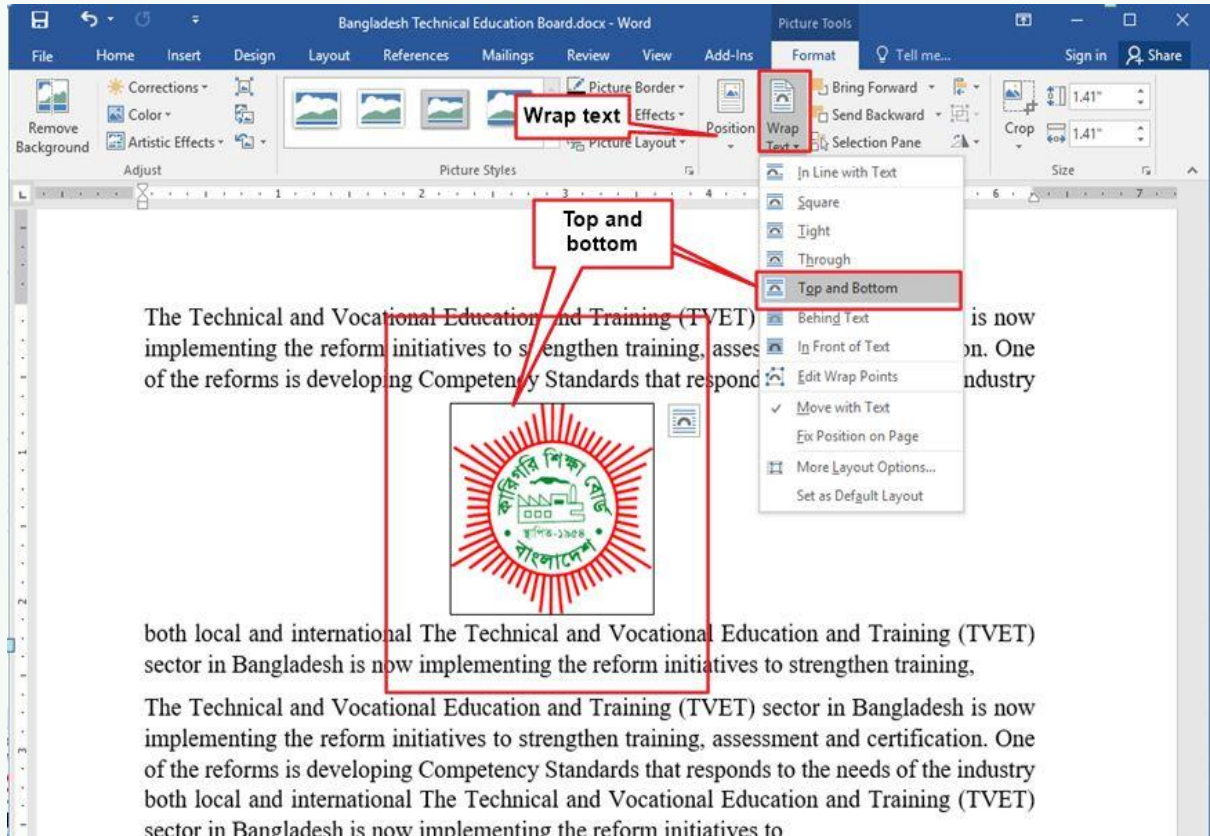 Bangladesh Technical Education Board.docx - Word
Picture Tools
File Home Insert Design Layout References Mailings Review View Add-Ins Format Tell me... Sign in Share
Remove Background
Corrections
Color
Artistic Effects
Adjust
Picture Border
Effects
Picture Layout
Picture Styles
Wrap text
Position
Wrap
Text
Bring Forward
Send Backward
Selection Pane
Crop
1.41"
1.41"
Size
1 2 3 4 6 7
In Line with Text
Square
Tight
Through
Top and Bottom
Behind Text
In Front of Text
Edit Wrap Points
Move with Text
Fix Position on Page
More Layout Options...
Set as Default Layout
Top and
bottom
The Technical and Vocational Education and Training (TVET) is now
implementing the reform initiatives to strengthen training, asses on. One
of the reforms is developing Competency Standards that respond industry
কারিগরি শিক্ষা বোর্ড
স্থাপিত-১৯৫৪
বাংলাদেশ
both local and international The Technical and Vocational Education and Training (TVET)
sector in Bangladesh is now implementing the reform initiatives to strengthen training,
The Technical and Vocational Education and Training (TVET) sector in Bangladesh is now
implementing the reform initiatives to strengthen training, assessment and certification. One
of the reforms is developing Competency Standards that responds to the needs of the industry
both local and international The Technical and Vocational Education and Training (TVET)
sector in Bangladesh is now implementing the reform initiatives to